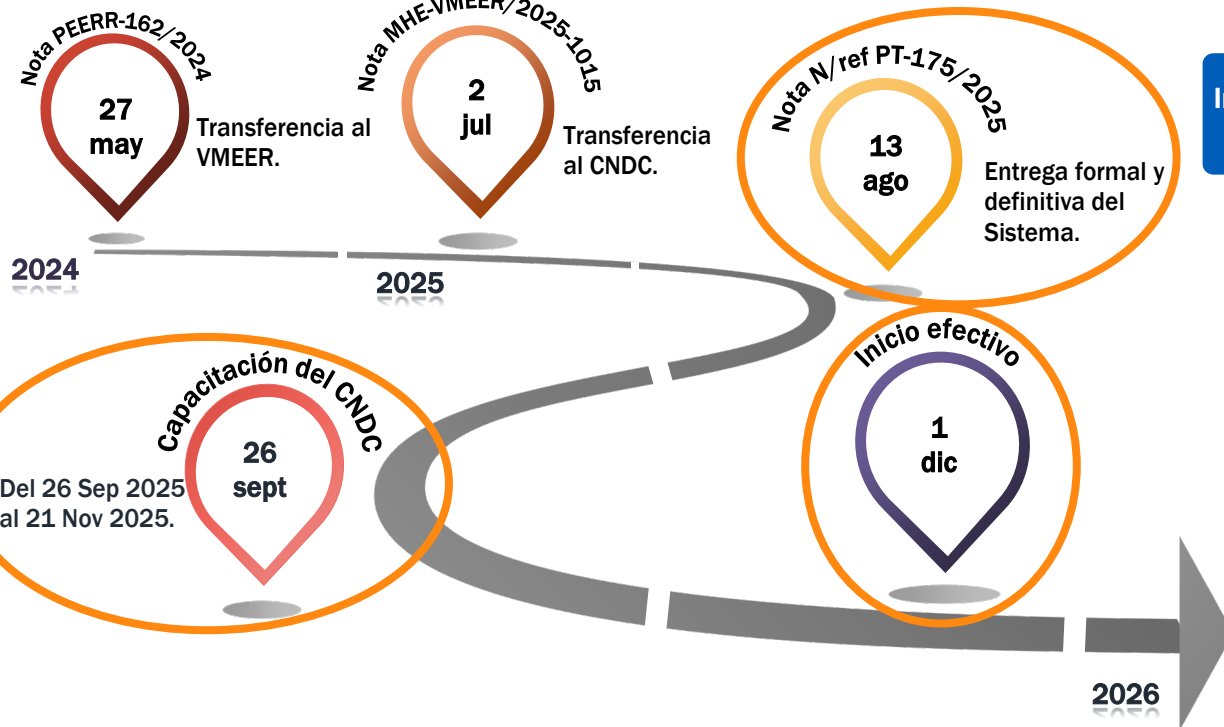 Nota PEERR-162/2024
27
may
Transferencia al
VMEER.
Nota MHE-VMEER/2025-1015
2
jul
Transferencia
al CNDC.
Nota N/ref PT-175/2025
13
ago
Entrega formal y
definitiva del
Sistema.
2024
2025
Capacitación del CNDC
26
sept
Del 26 Sep 2025
al 21 Nov 2025.
Inicio efectivo
1
dic
2026